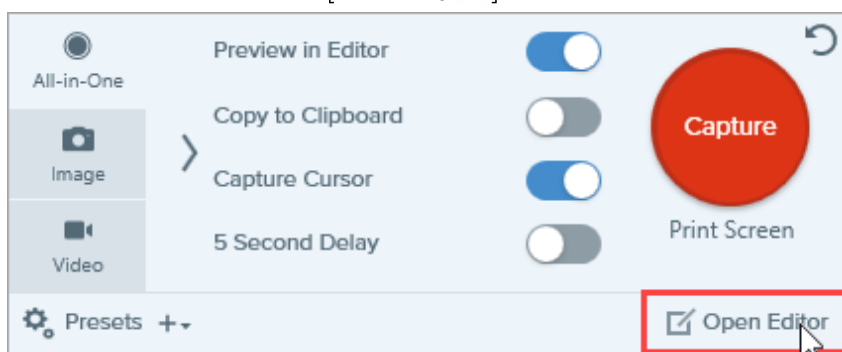 All-in-One
Image
Video
Preview in Editor
Copy to Clipboard
Capture Cursor
5 Second Delay
Capture
Print Screen
Presets
Open Editor